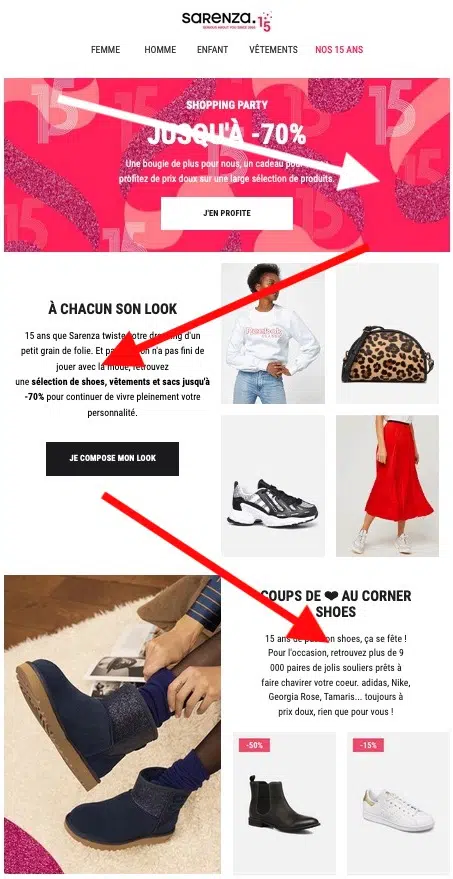 sarenza.15
FEMME HOMME ENFANT VÊTEMENTS NOS 15 ANS
SHOPPING PARTY
JUSQU'À -70%
Une bougie de plus pour nous, un cadeau pour
profitez de prix doux sur une large sélection de produits.
J'EN PROFITE
À CHACUN SON LOOK
15 ans que Sarenza twiste votre dressing d'un
petit grain de folie. Et on n'a pas fini de
jouer avec la mode, retrouvez
une sélection de shoes, vêtements et sacs jusqu'à
-70% pour continuer de vivre pleinement votre
personnalité.
JE COMPOSE MON LOOK
Reebok
COUPS DE ❤ AU CORNER
SHOES
15 ans de passion shoes, ça se fête !
Pour l'occasion, retrouvez plus de 9
000 paires de jolis souliers prêts à
faire chavirer votre coeur. adidas, Nike,
Georgia Rose, Tamaris... toujours à
prix doux, rien que pour vous !
-50%
-15%